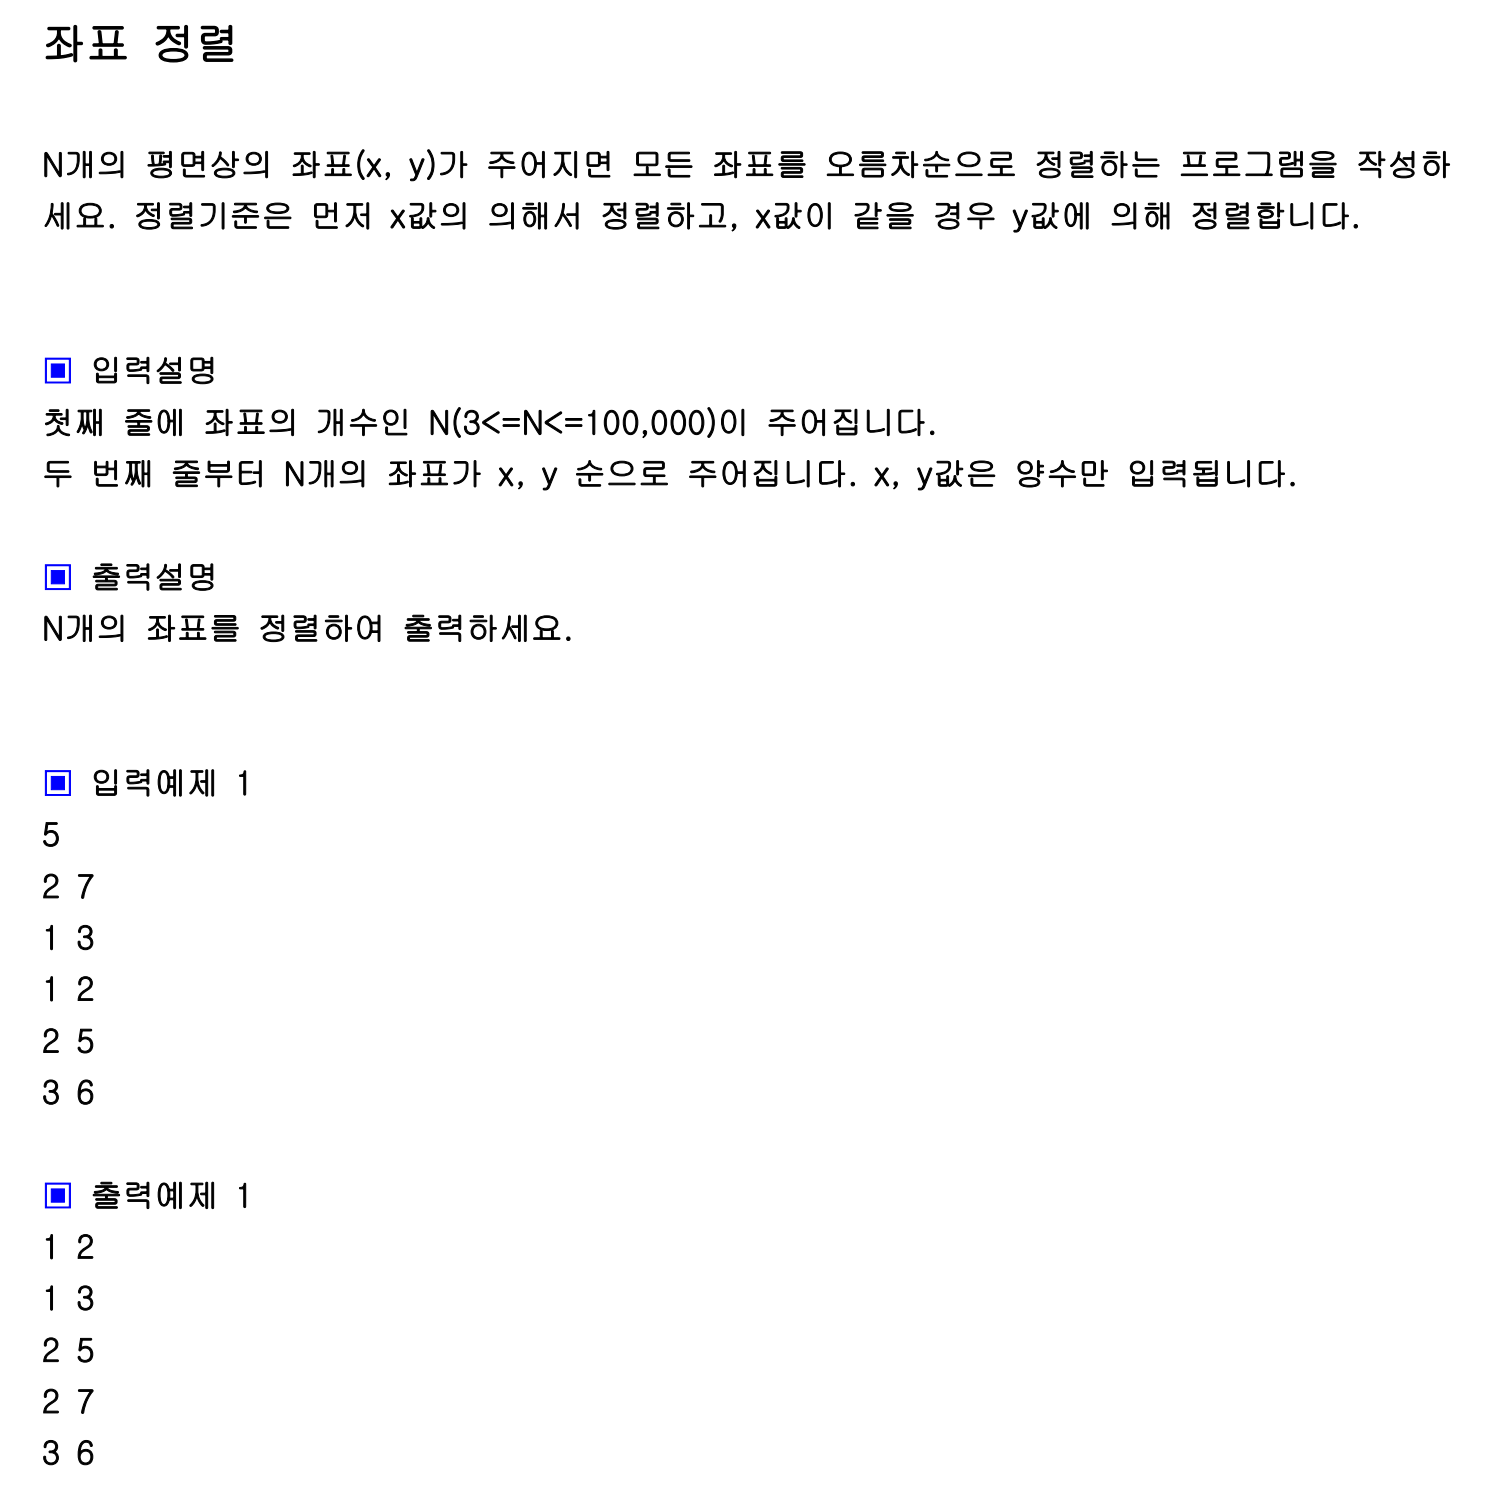 좌표 정렬
N개의 평면상의 좌표(x, y)가 주어지면 모든 좌표를 오름차순으로 정렬하는 프로그램을 작성하
세요. 정렬기준은 먼저 x값의 의해서 정렬하고, x값이 같을 경우 y값에 의해 정렬합니다.
▣ 입력설명
첫째 줄에 좌표의 개수인 N(3<=N<=100,000)이 주어집니다.
두 번째 줄부터 N개의 좌표가 x, y 순으로 주어집니다. x, y값은 양수만 입력됩니다.
▣ 출력설명
N개의 좌표를 정렬하여 출력하세요.
▣ 입력예제 1
5
2 7
1 3
1 2
2 5
3 6
▣ 출력예제 1
1 2
1 3
2 5
2 7
3 6